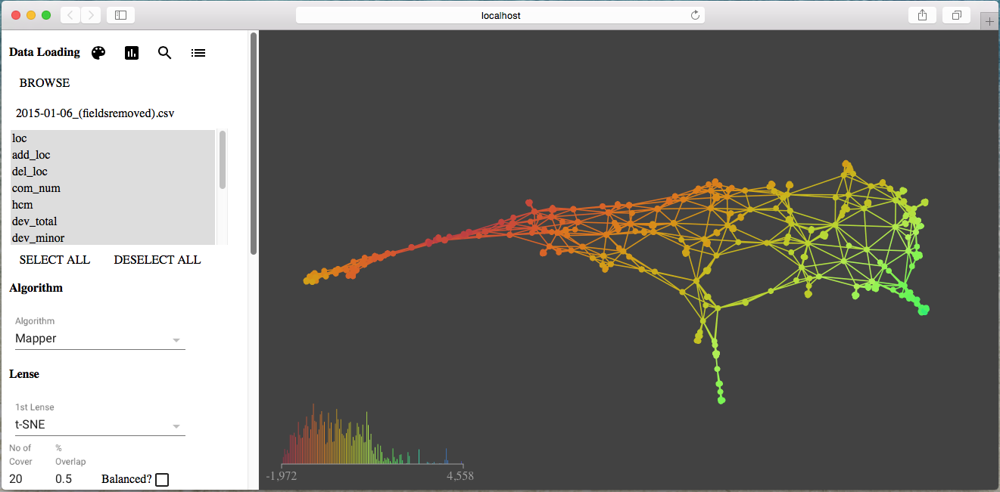 localhost
Data Loading
BROWSE
2015-01-06_(fieldsremoved).csv
loc
add_loc
del_loc
com_num
hcm
dev_total
dev_minor
SELECT ALL DESELECT ALL
Algorithm
Algorithm
Mapper
Lense
1st Lense
t-SNE
No of Cover % Overlap
20 0.5 Balanced?
-1,972 4,558